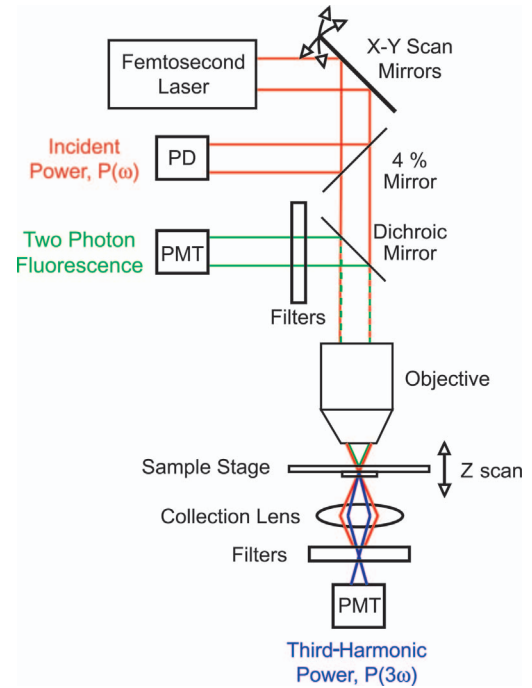 X-Y Scan
Mirrors
Femtosecond
Laser
Incident
Power, P(ω)
PD
4 %
Mirror
Two Photon
Fluorescence
PMT
Dichroic
Mirror
Filters
Objective
Sample Stage
Z scan
Collection Lens
Filters
PMT
Third-Harmonic
Power, P(3ω)